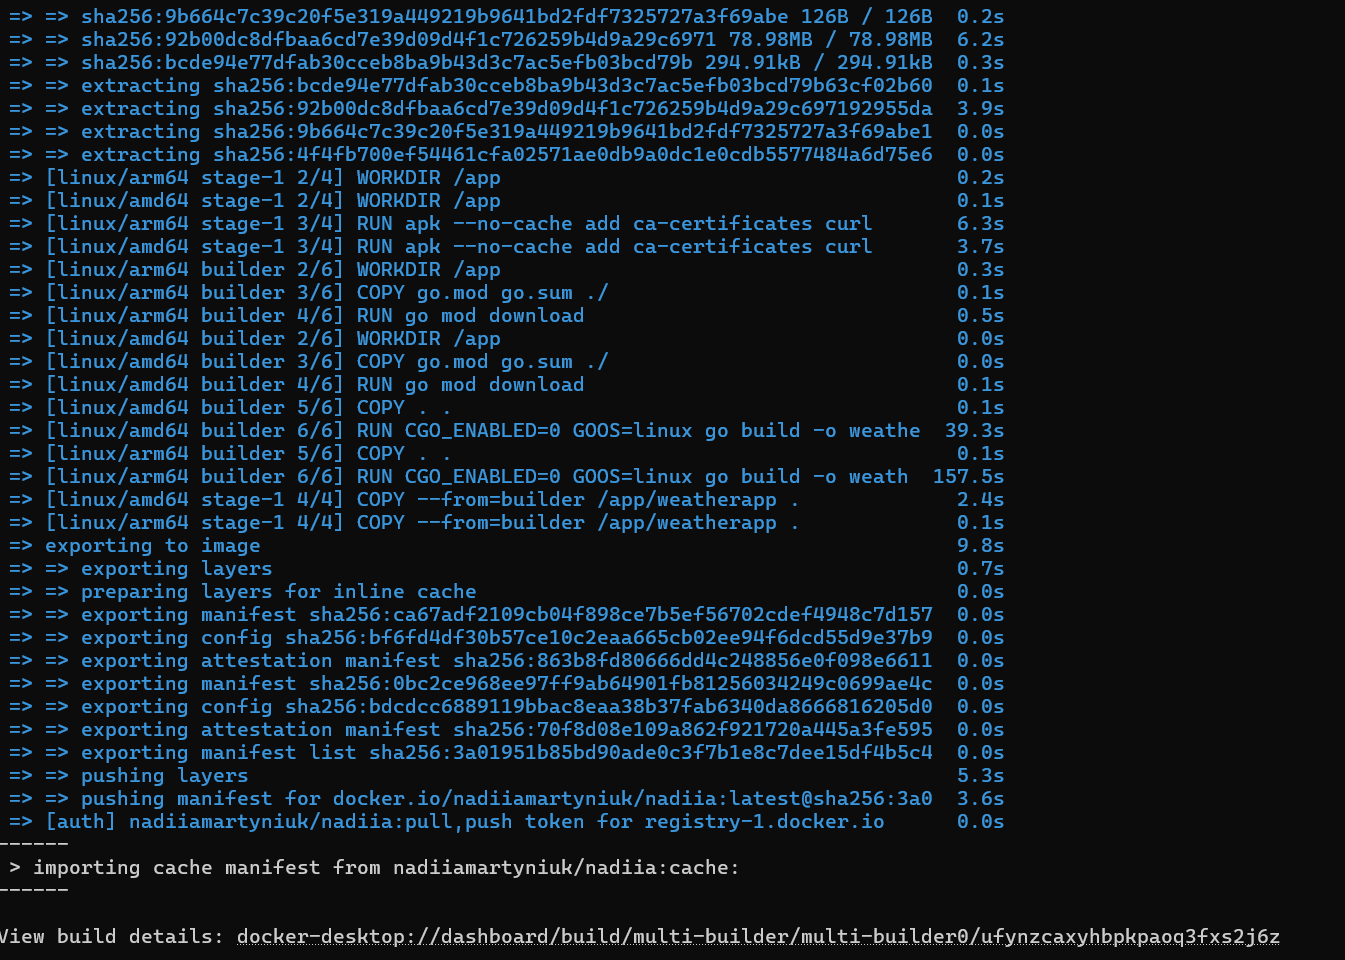 => => sha256:9b664c7c39c20f5e319a449219b9641bd2fdf7325727a3f69abe 126B / 126B 0.2s
=> => sha256:92b00dc8dfbaa6cd7e39d09d4f1c726259b4d9a29c6971 78.98MB / 78.98MB 6.2s
=> => sha256:bcde94e77dfab30cceb8ba9b43d3c7ac5efb03bcd79b 294.91kB / 294.91kB 0.3s
=> => extracting sha256:bcde94e77dfab30cceb8ba9b43d3c7ac5efb03bcd79b63cf02b60 0.1s
=> => extracting sha256:92b00dc8dfbaa6cd7e39d09d4f1c726259b4d9a29c697192955da 3.9s
=> => extracting sha256:9b664c7c39c20f5e319a449219b9641bd2fdf7325727a3f69abe1 0.0s
=> => extracting sha256:4f4fb700ef54461cfa02571ae0db9a0dc1e0cdb5577484a6d75e6 0.0s
=> [linux/arm64 stage-1 2/4] WORKDIR /app 0.2s
=> [linux/amd64 stage-1 2/4] WORKDIR /app 0.1s
=> [linux/arm64 stage-1 3/4] RUN apk --no-cache add ca-certificates curl 6.3s
=> [linux/amd64 stage-1 3/4] RUN apk --no-cache add ca-certificates curl 3.7s
=> [linux/arm64 builder 2/6] WORKDIR /app 0.3s
=> [linux/arm64 builder 3/6] COPY go.mod go.sum ./ 0.1s
=> [linux/arm64 builder 4/6] RUN go mod download 0.5s
=> [linux/amd64 builder 2/6] WORKDIR /app 0.0s
=> [linux/amd64 builder 3/6] COPY go.mod go.sum ./ 0.0s
=> [linux/amd64 builder 4/6] RUN go mod download 0.1s
=> [linux/amd64 builder 5/6] COPY . . 0.1s
=> [linux/amd64 builder 6/6] RUN CGO_ENABLED=0 GOOS=linux go build -o weathe 39.3s
=> [linux/arm64 builder 5/6] COPY . . 0.1s
=> [linux/arm64 builder 6/6] RUN CGO_ENABLED=0 GOOS=linux go build -o weath 157.5s
=> [linux/amd64 stage-1 4/4] COPY --from=builder /app/weatherapp . 2.4s
=> [linux/arm64 stage-1 4/4] COPY --from=builder /app/weatherapp . 0.1s
=> exporting to image 9.8s
=> => exporting layers 0.7s
=> => preparing layers for inline cache 0.0s
=> => exporting manifest sha256:ca67adf2109cb04f898ce7b5ef56702cdef4948c7d157 0.0s
=> => exporting config sha256:bf6fd4df30b57ce10c2eaa665cb02ee94f6dcd55d9e37b9 0.0s
=> => exporting attestation manifest sha256:863b8fd80666dd4c248856e0f098e6611 0.0s
=> => exporting manifest sha256:0bc2ce968ee97ff9ab64901fb81256034249c0699ae4c 0.0s
=> => exporting config sha256:bdcdcc6889119bbac8eaa38b37fab6340da8666816205d0 0.0s
=> => exporting attestation manifest sha256:70f8d08e109a862f921720a445a3fe595 0.0s
=> => exporting manifest list sha256:3a01951b85bd90ade0c3f7b1e8c7dee15df4b5c4 0.0s
=> => pushing layers 5.3s
=> => pushing manifest for docker.io/nadiiamartyniuk/nadiia:latest@sha256:3a0 3.6s
=> [auth] nadiiamartyniuk/nadiia:pull,push token for registry-1.docker.io 0.0s
------
> importing cache manifest from nadiiamartyniuk/nadiia:cache:
------
View build details: docker-desktop://dashboard/build/multi-builder/multi-builder0/ufynzcaxyhbpkpaoq3fxs2j6z